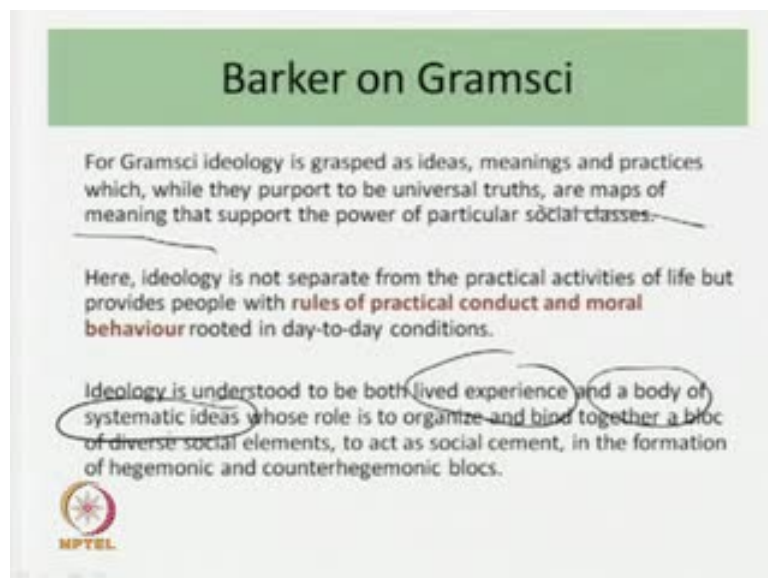 Barker on Gramsci
For Gramsci ideology is grasped as ideas, meanings and practices
which, while they purport to be universal truths, are maps of
meaning that support the power of particular social classes.
Here, ideology is not separate from the practical activities of life but
provides people with rules of practical conduct and moral
behaviour rooted in day-to-day conditions.
Ideology is understood to be both lived experience and a body of
systematic ideas whose role is to organize and bind together a bloc
of diverse social elements, to act as social cement, in the formation
of hegemonic and counterhegemonic blocs.
NPTEL